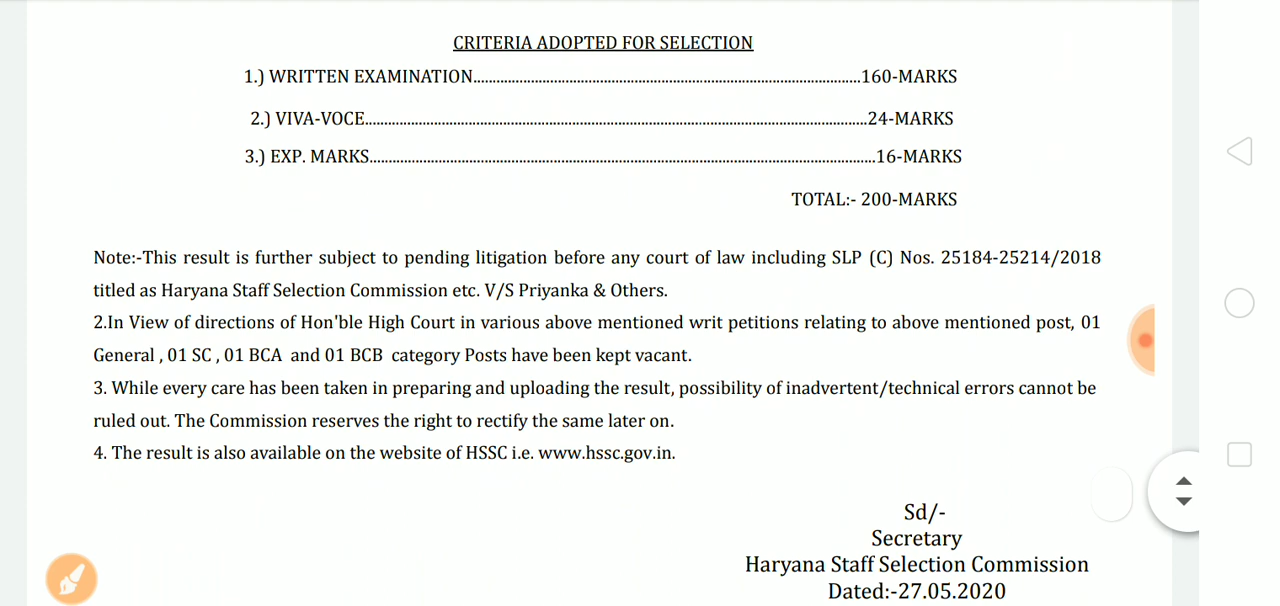 CRITERIA ADOPTED FOR SELECTION
1.) WRITTEN EXAMINATION....................................................................................................160-MARKS
2.) VIVA-VOCE.................................................................................................................................24-MARKS
3.) EXP. MARKS..................................................................................................................................16-MARKS
TOTAL:- 200-MARKS
Note:-This result is further subject to pending litigation before any court of law including SLP (C) Nos. 25184-25214/2018
titled as Haryana Staff Selection Commission etc. V/S Priyanka & Others.
2.In View of directions of Hon'ble High Court in various above mentioned writ petitions relating to above mentioned post, 01
General , 01 SC , 01 BCA and 01 BCB category Posts have been kept vacant.
3. While every care has been taken in preparing and uploading the result, possibility of inadvertent/technical errors cannot be
ruled out. The Commission reserves the right to rectify the same later on.
4. The result is also available on the website of HSSC i.e. www.hssc.gov.in.
Sd/-
Secretary
Haryana Staff Selection Commission
Dated:-27.05.2020